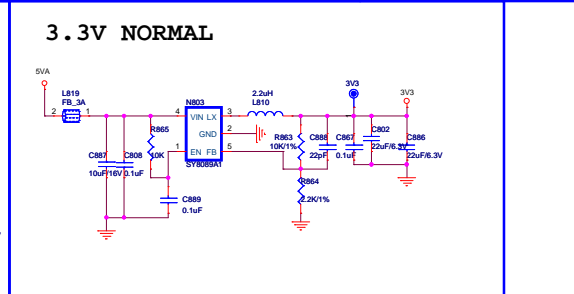 3.3V NORMAL
5VA
L819
FB_3A
2
1
N803
4
VIN LX
3
GND
2
1
EN FB
5
SY8089A1
2.2uH
L810
3V3
3V3
R865
10K
C887
10uF/16V
C808
0.1uF
C889
0.1uF
R863
10K/1%
C888
22pF
C867
0.1uF
C802
22uF/6.3V
C886
22uF/6.3V
R864
2.2K/1%